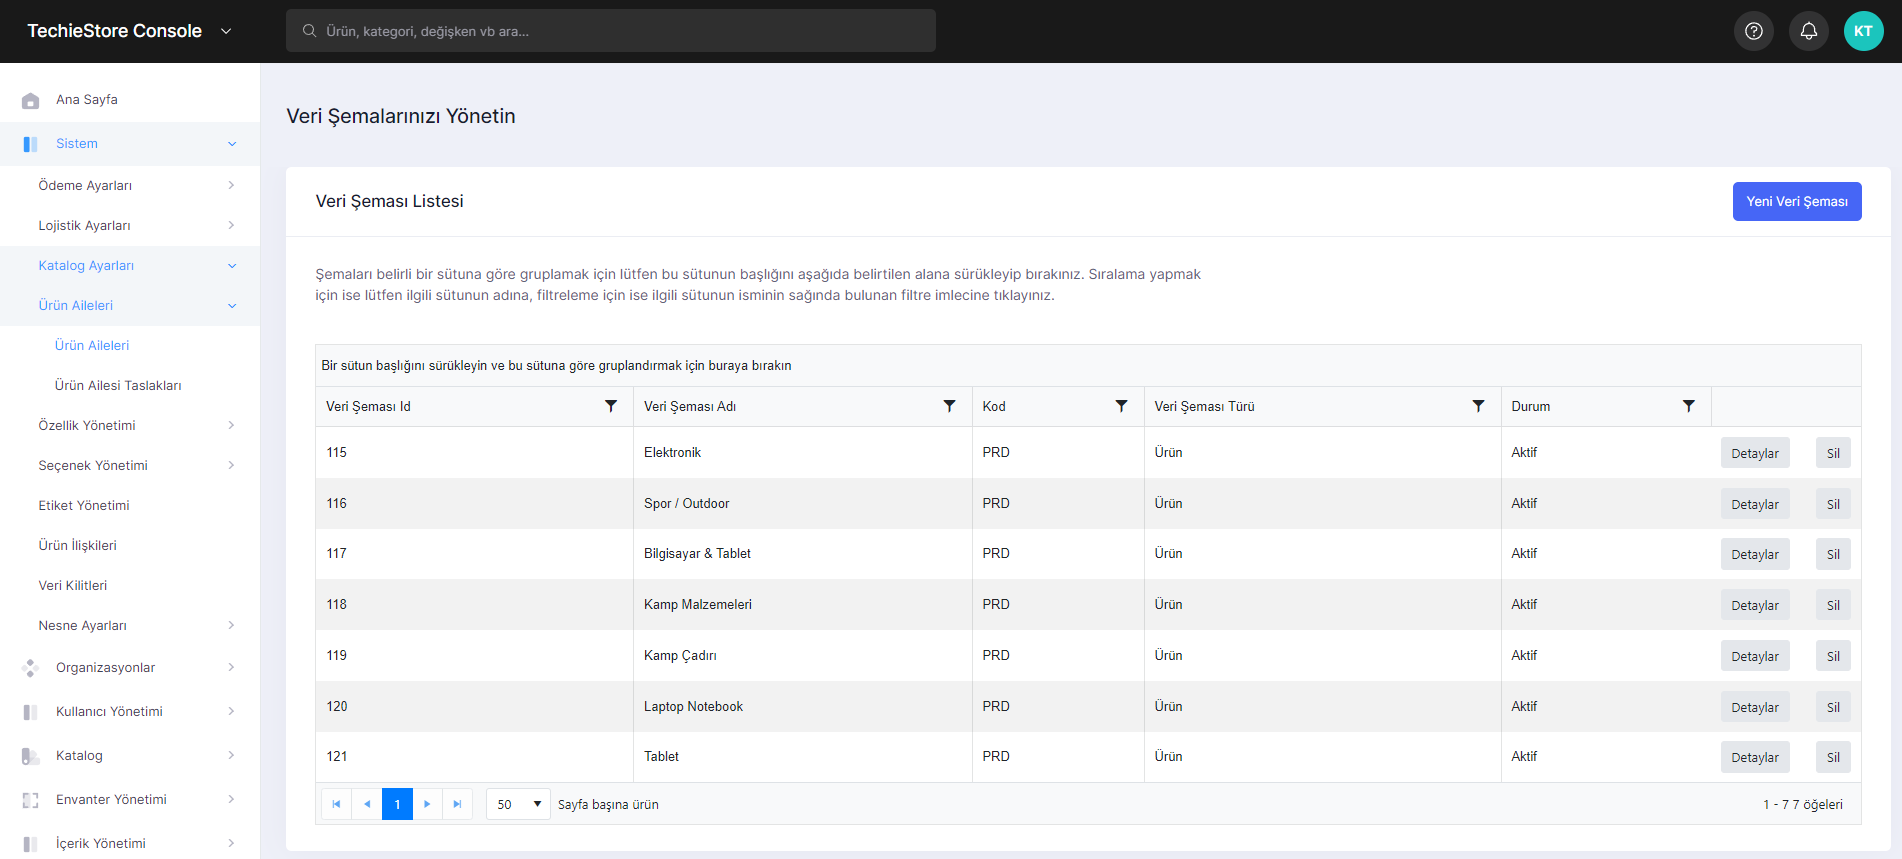 TechieStore Console
Ürün, kategori, değişken vb ara...
KT
Ana Sayfa
Sistem
Ödeme Ayarları
Lojistik Ayarları
Katalog Ayarları
Ürün Aileleri
Ürün Aileleri
Ürün Ailesi Taslakları
Özellik Yönetimi
Seçenek Yönetimi
Etiket Yönetimi
Ürün İlişkileri
Veri Kilitleri
Nesne Ayarları
Organizasyonlar
Kullanıcı Yönetimi
Katalog
Envanter Yönetimi
İçerik Yönetimi
Veri Şemalarınızı Yönetin
Veri Şeması Listesi
Yeni Veri Şeması
Şemaları belirli bir sütuna göre gruplamak için lütfen bu sütunun başlığını aşağıda belirtilen alana sürükleyip bırakınız. Sıralama yapmak
için ise lütfen ilgili sütunun adına, filtreleme için ise ilgili sütunun isminin sağında bulunan filtre imlecine tıklayınız.
Bir sütun başlığını sürükleyin ve bu sütuna göre gruplandırmak için buraya bırakın
Veri Şeması Id Veri Şeması Adı Kod Veri Şeması Türü Durum
115 Elektronik PRD Ürün Aktif Detaylar Sil
116 Spor / Outdoor PRD Ürün Aktif Detaylar Sil
117 Bilgisayar & Tablet PRD Ürün Aktif Detaylar Sil
118 Kamp Malzemeleri PRD Ürün Aktif Detaylar Sil
119 Kamp Çadırı PRD Ürün Aktif Detaylar Sil
120 Laptop Notebook PRD Ürün Aktif Detaylar Sil
121 Tablet PRD Ürün Aktif Detaylar Sil
1 50 Sayfa başına ürün 1 - 7 7 öğeleri